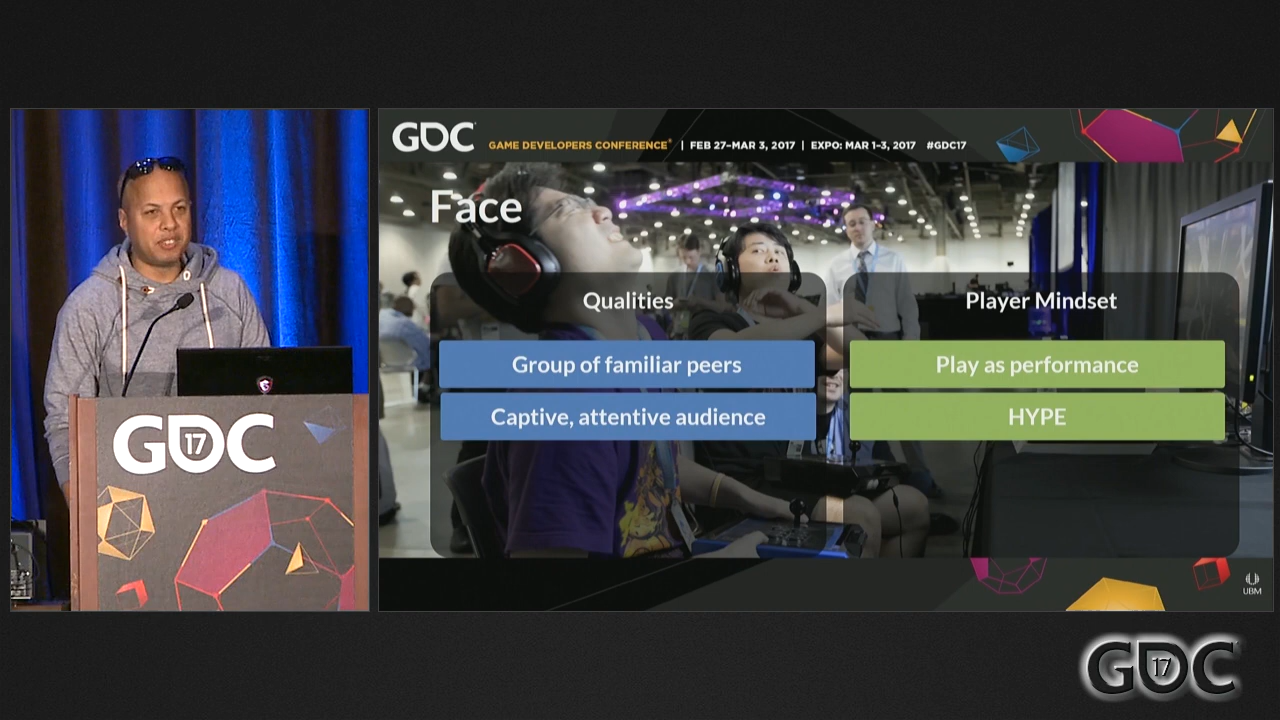 GDC
GAME DEVELOPERS CONFERENCE® | FEB 27–MAR 3, 2017 | EXPO: MAR 1–3, 2017 #GDC17
Face
Qualities
Player Mindset
Group of familiar peers
Play as performance
Captive, attentive audience
HYPE
GDC
17
UBM
GDC
17